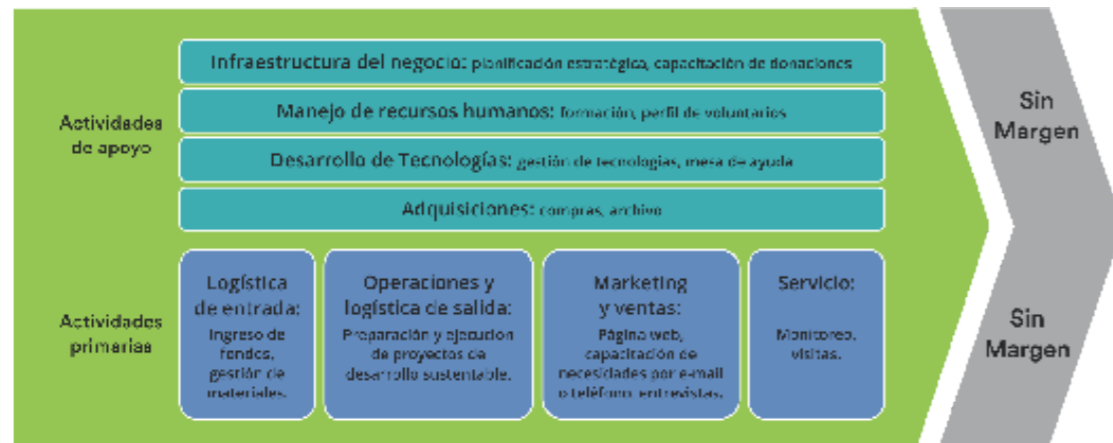 Infraestructura del negocio: planificación estratégica, capacitación de donaciones
Manejo de recursos humanos: formación, perfil de voluntarios
Desarrollo de Tecnologías: gestión de tecnologías, mesa de ayuda
Adquisiciones: compras, archivo
Actividades
de apoyo
Sin
Margen
Logística
de entrada:
Ingreso de
fondos,
gestión de
materiales.
Operaciones y
logística de salida:
Preparación y ejecucion
de proyectos de
desarrollo sustentable.
Marketing
y ventas:
Página web,
capacitación de
necesidades por e-mail
o teléfono, entrevistas.
Servicio:
Monitoreo,
visitas.
Actividades
primarias
Sin
Margen